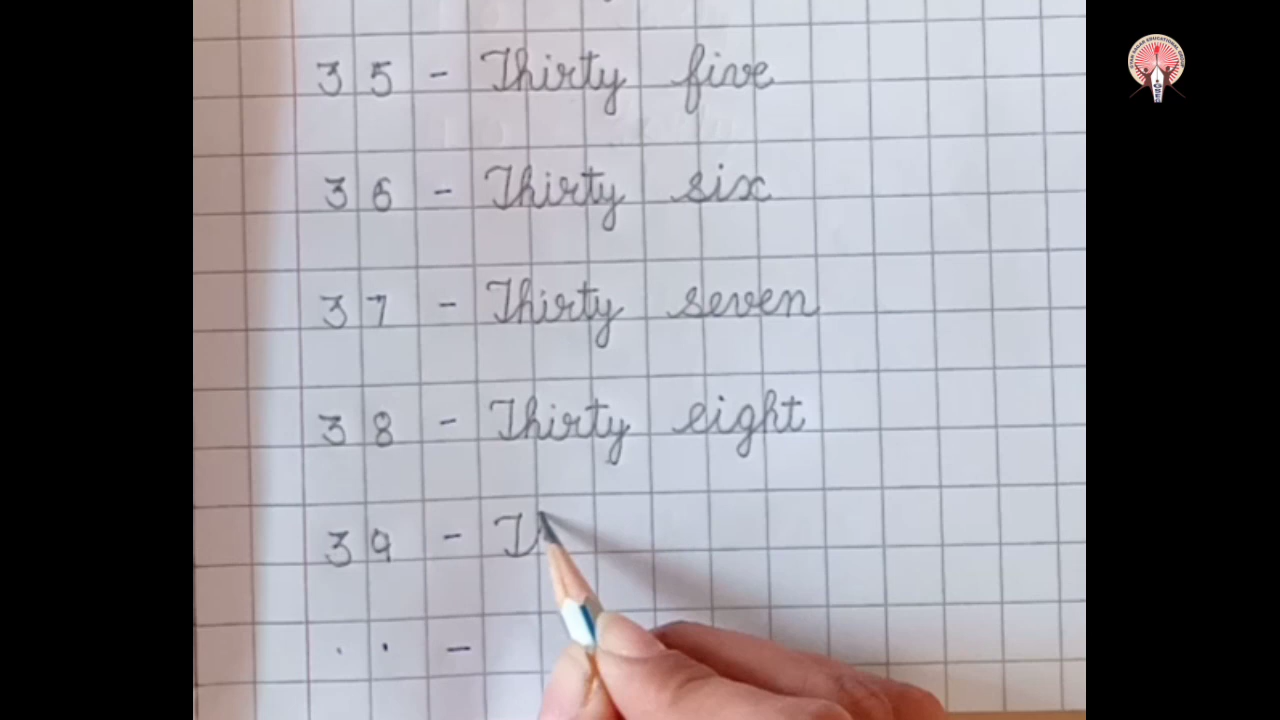 35 - Thirty five
36 - Thirty six
37 - Thirty seven
38 - Thirty eight
39 - T
. . -